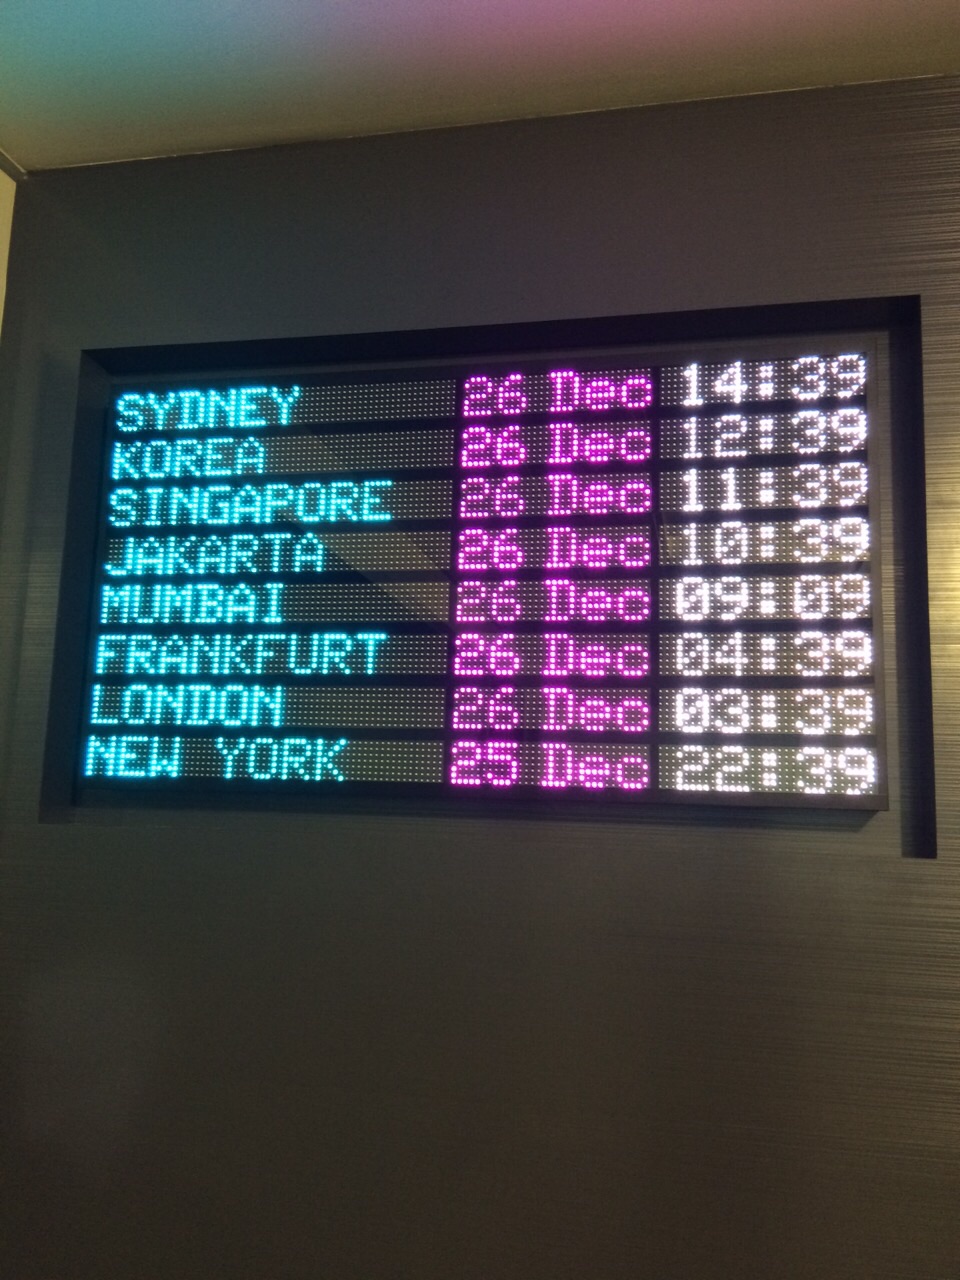 SYDNEY 26 Dec 14:39
KOREA 26 Dec 12:39
SINGAPORE 26 Dec 11:39
JAKARTA 26 Dec 10:39
MUMBAI 26 Dec 09:09
FRANKFURT 26 Dec 04:39
LONDON 26 Dec 03:39
NEW YORK 25 Dec 22:39